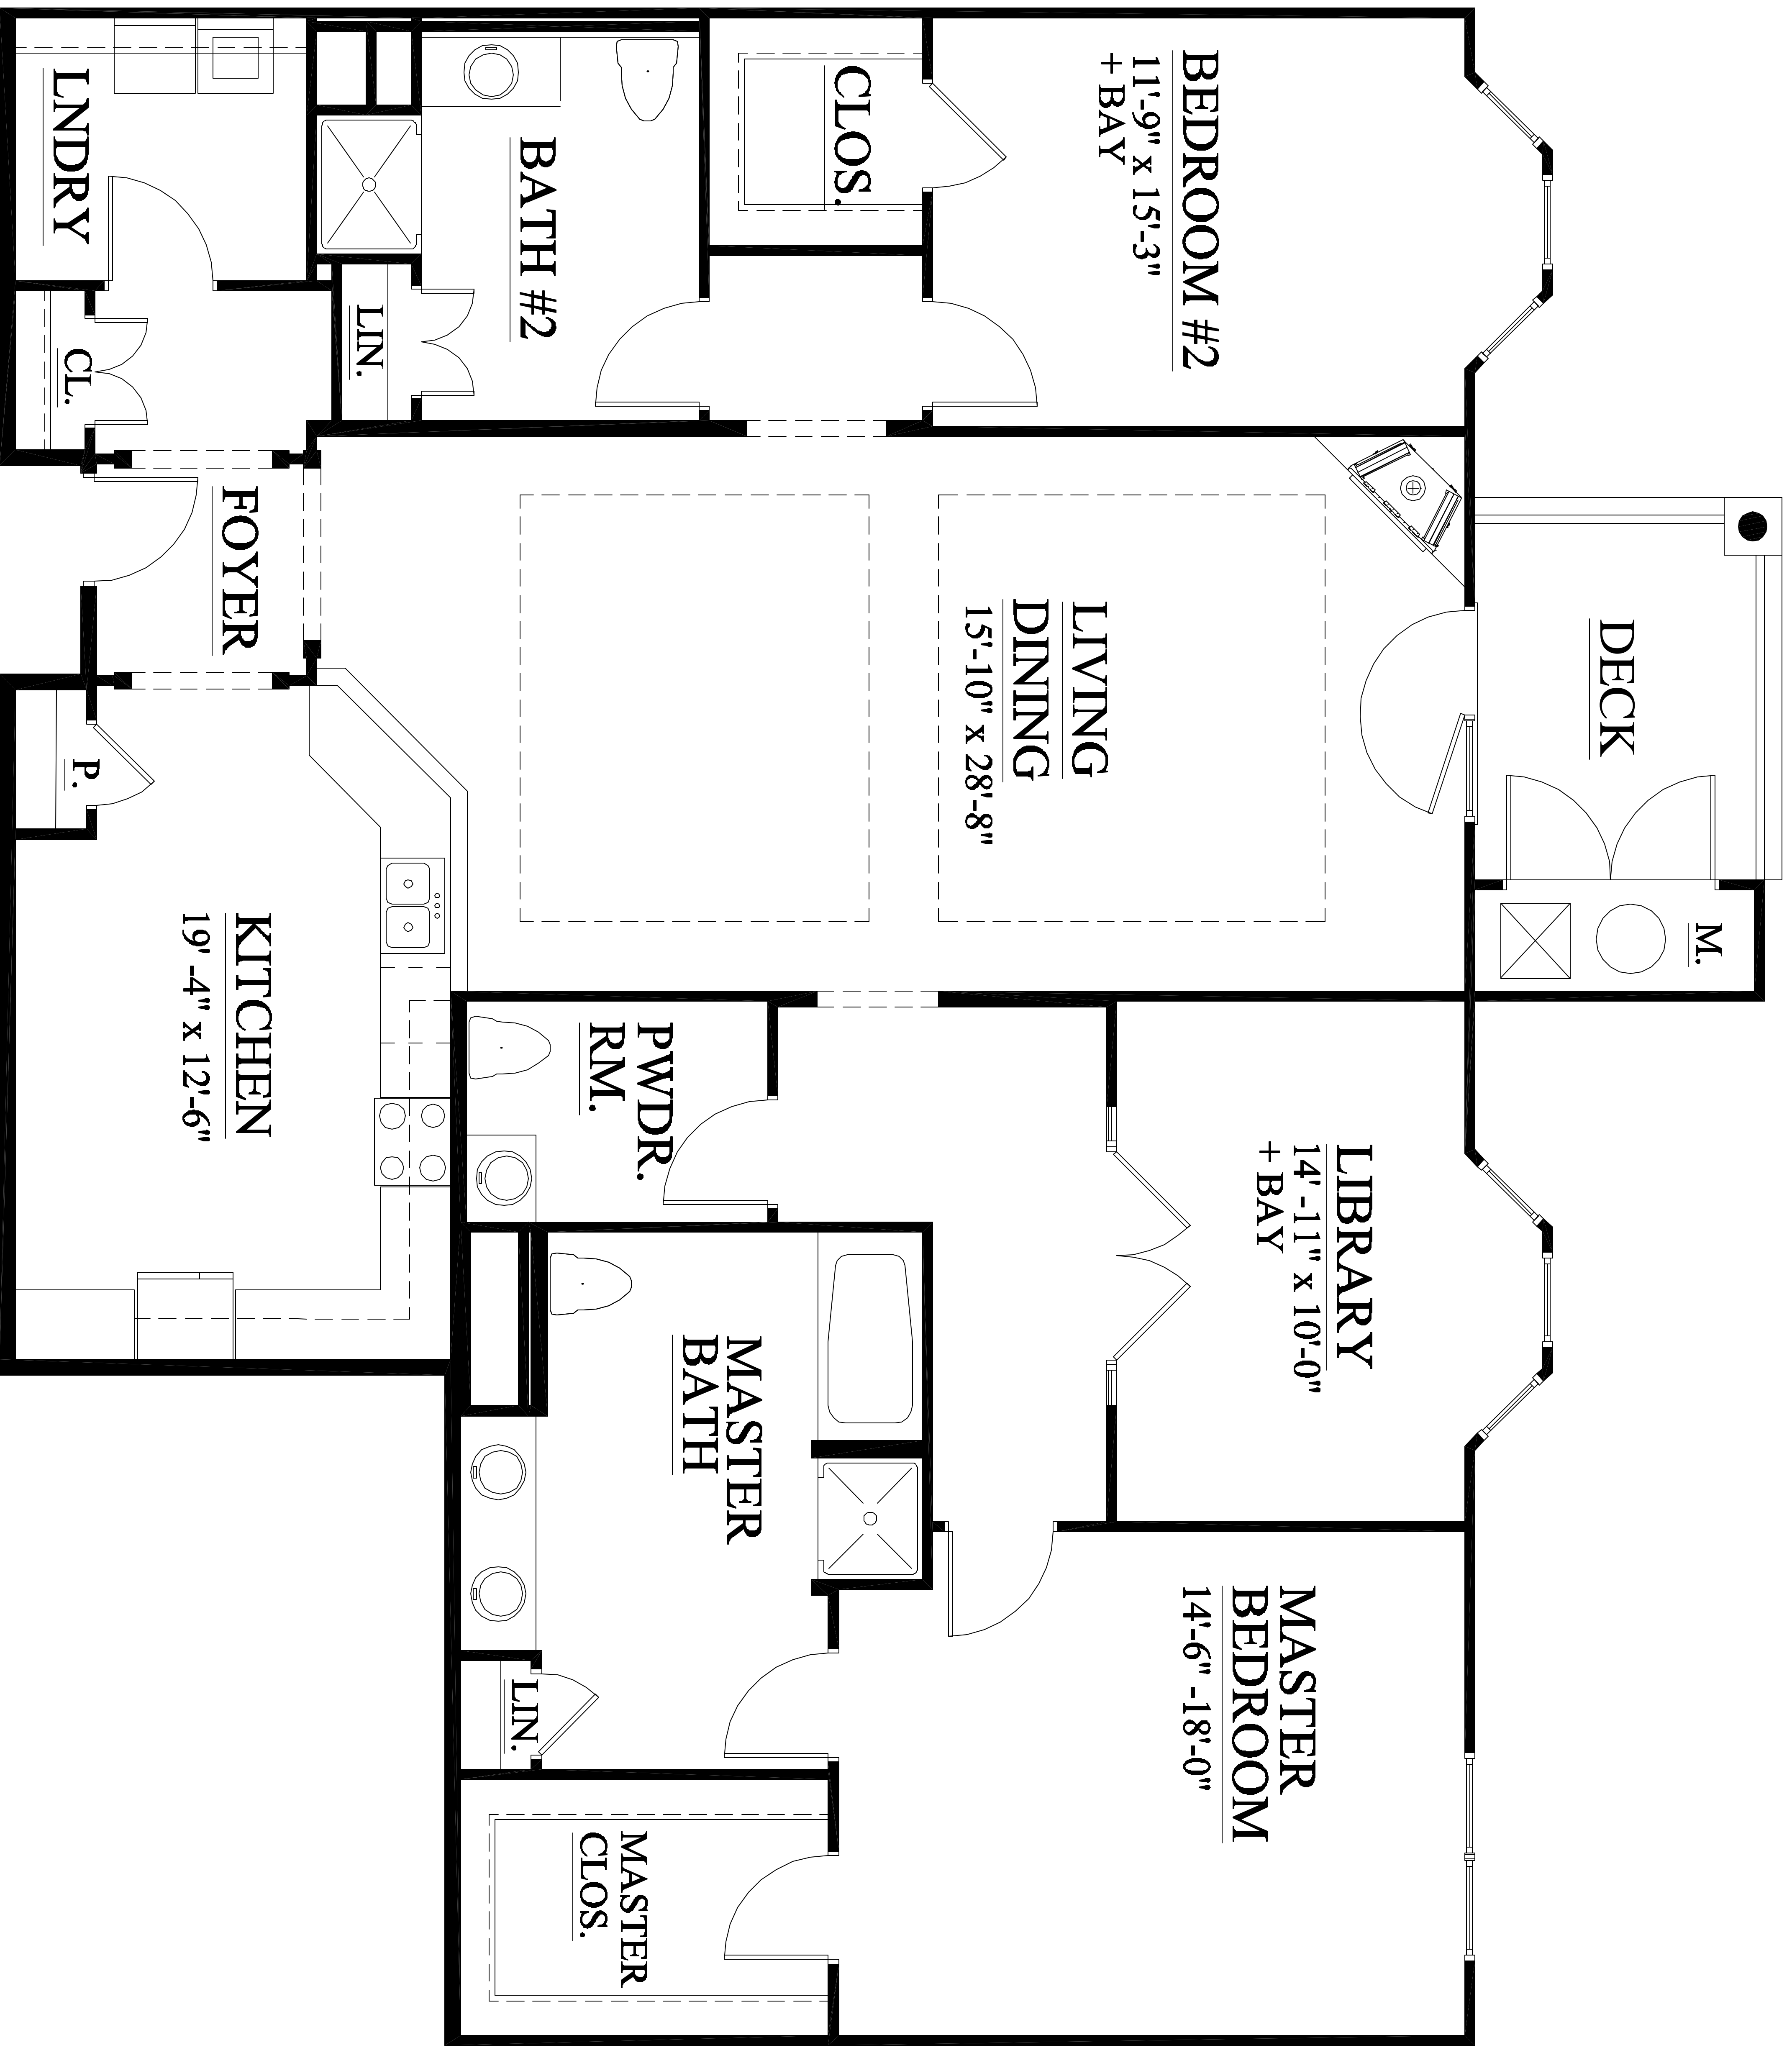 DECK
M.
BEDROOM #2
11'-9" x 15'-3"
+ BAY
LIVING
DINING
15'-10" x 28'-8"
LIBRARY
14' -11" x 10'-0"
+ BAY
MASTER
BEDROOM
14'-6" -18'-0"
CLOS.
BATH #2
LIN.
PWDR.
RM.
MASTER
BATH
LIN.
MASTER
CLOS.
LNDRY
CL.
FOYER
P.
KITCHEN
19' -4" x 12'-6"